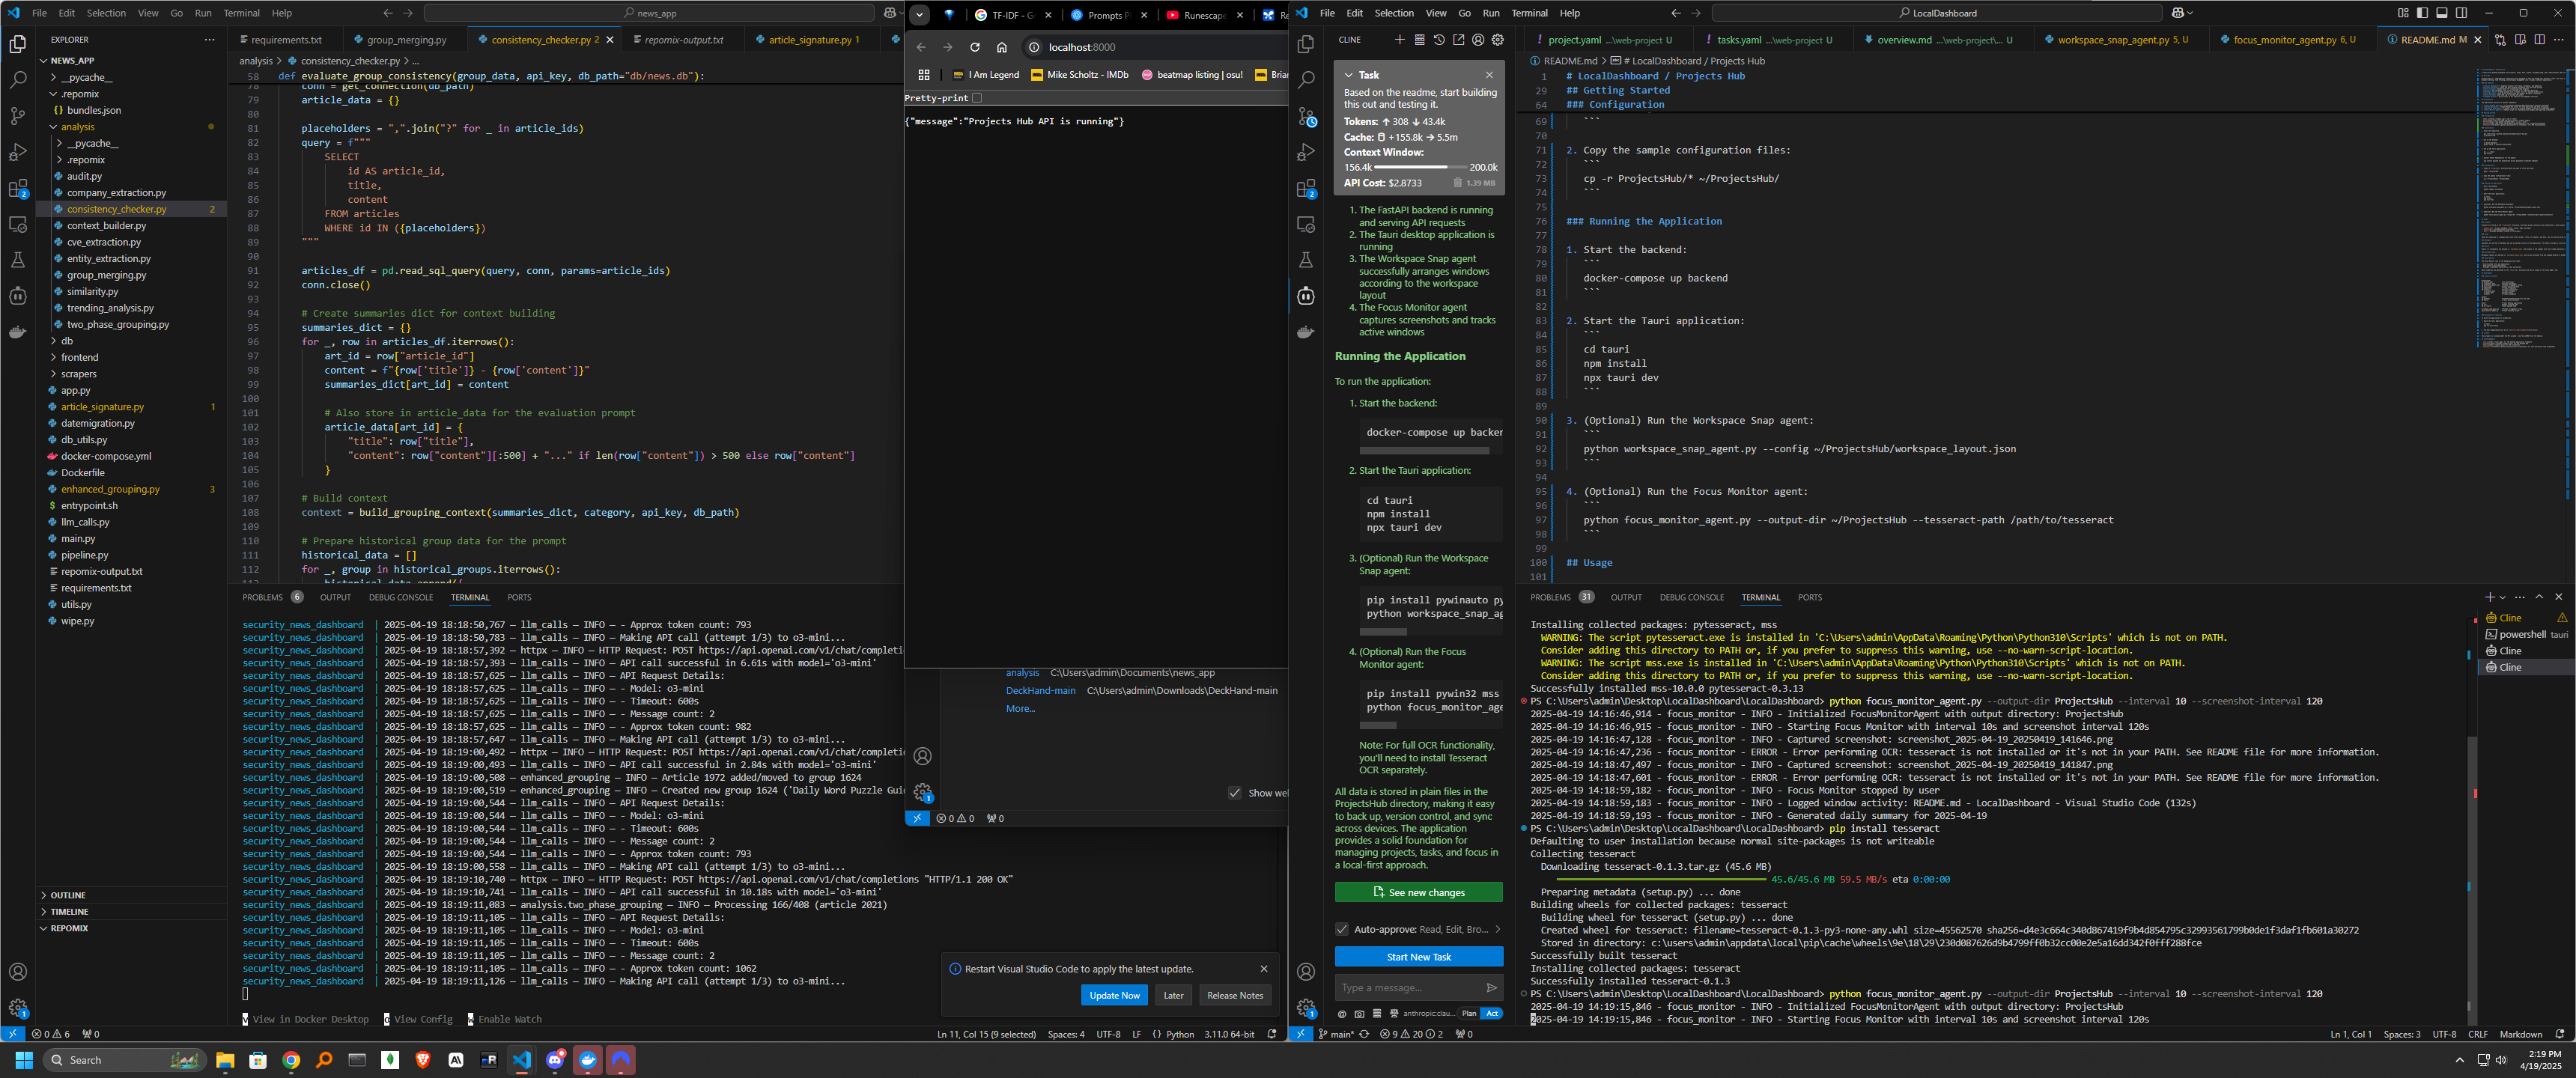 File Edit Selection View Go Run Terminal Help
news_app
EXPLORER
NEWS_APP
__pycache__
.repomix
bundles.json
analysis
__pycache__
.repomix
audit.py
company_extraction.py
consistency_checker.py 2
context_builder.py
cve_extraction.py
entity_extraction.py
group_merging.py
similarity.py
trending_analysis.py
two_phase_grouping.py
db
frontend
scrapers
app.py
article_signature.py 1
datemigration.py
db_utils.py
docker-compose.yml
Dockerfile
enhanced_grouping.py 3
entrypoint.sh
llm_calls.py
main.py
pipeline.py
repomix-output.txt
requirements.txt
utils.py
wipe.py
OUTLINE
TIMELINE
REPOMIX
requirements.txt
group_merging.py
consistency_checker.py 2
repomix-output.txt
article_signature.py 1
analysis > consistency_checker.py > ...
58 def evaluate_group_consistency(group_data, api_key, db_path="db/news.db"):
78 conn = get_connection(db_path)
79 article_data = {}
80
81 placeholders = ",".join("?" for _ in article_ids)
82 query = f"""
83 SELECT
84 id AS article_id,
85 title,
86 content
87 FROM articles
88 WHERE id IN ({placeholders})
89 """
90
91 articles_df = pd.read_sql_query(query, conn, params=article_ids)
92 conn.close()
93
94 # Create summaries dict for context building
95 summaries_dict = {}
96 for _, row in articles_df.iterrows():
97 art_id = row["article_id"]
98 content = f"{row['title']} - {row['content']}"
99 summaries_dict[art_id] = content
100
101 # Also store in article_data for the evaluation prompt
102 article_data[art_id] = {
103 "title": row["title"],
104 "content": row["content"][:500] + "..." if len(row["content"]) > 500 else row["content"]
105 }
106
107 # Build context
108 context = build_grouping_context(summaries_dict, category, api_key, db_path)
109
110 # Prepare historical group data for the prompt
111 historical_data = []
112 for _, group in historical_groups.iterrows():
PROBLEMS 6 OUTPUT DEBUG CONSOLE TERMINAL PORTS
security_news_dashboard | 2025-04-19 18:18:50,767 – llm_calls – INFO – - Approx token count: 793
security_news_dashboard | 2025-04-19 18:18:50,783 – llm_calls – INFO – Making API call (attempt 1/3) to o3-mini...
security_news_dashboard | 2025-04-19 18:18:57,392 – httpx – INFO – HTTP Request: POST https://api.openai.com/v1/chat/completi
security_news_dashboard | 2025-04-19 18:18:57,393 – llm_calls – INFO – API call successful in 6.61s with model='o3-mini'
security_news_dashboard | 2025-04-19 18:18:57,625 – llm_calls – INFO – API Request Details:
security_news_dashboard | 2025-04-19 18:18:57,625 – llm_calls – INFO – - Model: o3-mini
security_news_dashboard | 2025-04-19 18:18:57,625 – llm_calls – INFO – - Timeout: 600s
security_news_dashboard | 2025-04-19 18:18:57,625 – llm_calls – INFO – - Message count: 2
security_news_dashboard | 2025-04-19 18:18:57,625 – llm_calls – INFO – - Approx token count: 982
security_news_dashboard | 2025-04-19 18:18:57,647 – llm_calls – INFO – Making API call (attempt 1/3) to o3-mini...
security_news_dashboard | 2025-04-19 18:19:00,492 – httpx – INFO – HTTP Request: POST https://api.openai.com/v1/chat/completi
security_news_dashboard | 2025-04-19 18:19:00,493 – llm_calls – INFO – API call successful in 2.84s with model='o3-mini'
security_news_dashboard | 2025-04-19 18:19:00,508 – enhanced_grouping – INFO – Article 1972 added/moved to group 1624
security_news_dashboard | 2025-04-19 18:19:00,519 – enhanced_grouping – INFO – Created new group 1624 ('Daily Word Puzzle Gui
security_news_dashboard | 2025-04-19 18:19:00,544 – llm_calls – INFO – API Request Details:
security_news_dashboard | 2025-04-19 18:19:00,544 – llm_calls – INFO – - Model: o3-mini
security_news_dashboard | 2025-04-19 18:19:00,544 – llm_calls – INFO – - Timeout: 600s
security_news_dashboard | 2025-04-19 18:19:00,544 – llm_calls – INFO – - Message count: 2
security_news_dashboard | 2025-04-19 18:19:00,544 – llm_calls – INFO – - Approx token count: 793
security_news_dashboard | 2025-04-19 18:19:00,558 – llm_calls – INFO – Making API call (attempt 1/3) to o3-mini...
security_news_dashboard | 2025-04-19 18:19:10,740 – httpx – INFO – HTTP Request: POST https://api.openai.com/v1/chat/completions "HTTP/1.1 200 OK"
security_news_dashboard | 2025-04-19 18:19:10,741 – llm_calls – INFO – API call successful in 10.18s with model='o3-mini'
security_news_dashboard | 2025-04-19 18:19:11,083 – analysis.two_phase_grouping – INFO – Processing 166/408 (article 2021)
security_news_dashboard | 2025-04-19 18:19:11,105 – llm_calls – INFO – API Request Details:
security_news_dashboard | 2025-04-19 18:19:11,105 – llm_calls – INFO – - Model: o3-mini
security_news_dashboard | 2025-04-19 18:19:11,105 – llm_calls – INFO – - Timeout: 600s
security_news_dashboard | 2025-04-19 18:19:11,105 – llm_calls – INFO – - Message count: 2
security_news_dashboard | 2025-04-19 18:19:11,105 – llm_calls – INFO – - Approx token count: 1062
security_news_dashboard | 2025-04-19 18:19:11,126 – llm_calls – INFO – Making API call (attempt 1/3) to o3-mini...
v View in Docker Desktop o View Config w Enable Watch
0 6 0
Ln 11, Col 15 (9 selected) Spaces: 4 UTF-8 LF Python 3.11.0 64-bit
TF-IDF - G
Prompts P
Runescape
Re
localhost:8000
I Am Legend
Mike Scholtz - IMDb
beatmap listing | osu!
Brian
Pretty-print
{"message":"Projects Hub API is running"}
analysis C:\Users\admin\Documents\news_app
DeckHand-main C:\Users\admin\Downloads\DeckHand-main
More...
Show wel
0 0 0
Restart Visual Studio Code to apply the latest update.
Update Now
Later
Release Notes
File Edit Selection View Go Run Terminal Help
LocalDashboard
CLINE
Task
Based on the readme, start building
this out and testing it.
Tokens: ↑ 308 ↓ 43.4k
Cache: +155.8k → 5.5m
Context Window:
156.4k 200.0k
API Cost: $2.8733 1.39 MB
1. The FastAPI backend is running
and serving API requests
2. The Tauri desktop application is
running
3. The Workspace Snap agent
successfully arranges windows
according to the workspace
layout
4. The Focus Monitor agent
captures screenshots and tracks
active windows
Running the Application
To run the application:
1. Start the backend:
docker-compose up backer
2. Start the Tauri application:
cd tauri
npm install
npx tauri dev
3. (Optional) Run the Workspace
Snap agent:
pip install pywinauto py
python workspace_snap_ag
4. (Optional) Run the Focus
Monitor agent:
pip install pywin32 mss
python focus_monitor_age
Note: For full OCR functionality,
you'll need to install Tesseract
OCR separately.
All data is stored in plain files in the
ProjectsHub directory, making it easy
to back up, version control, and sync
across devices. The application
provides a solid foundation for
managing projects, tasks, and focus in
a local-first approach.
See new changes
Auto-approve: Read, Edit, Bro...
Start New Task
Type a message...
anthropic:clau...
Plan Act
project.yaml ...\web-project U
tasks.yaml ...\web-project U
overview.md ...\web-project\... U
workspace_snap_agent.py 5, U
focus_monitor_agent.py 6, U
README.md M
README.md > # LocalDashboard / Projects Hub
1 # LocalDashboard / Projects Hub
29 ## Getting Started
64 ### Configuration
69 ```
70
71 2. Copy the sample configuration files:
72 ```
73 cp -r ProjectsHub/* ~/ProjectsHub/
74 ```
75
76 ### Running the Application
77
78 1. Start the backend:
79 ```
80 docker-compose up backend
81 ```
82
83 2. Start the Tauri application:
84 ```
85 cd tauri
86 npm install
87 npx tauri dev
88 ```
89
90 3. (Optional) Run the Workspace Snap agent:
91 ```
92 python workspace_snap_agent.py --config ~/ProjectsHub/workspace_layout.json
93 ```
94
95 4. (Optional) Run the Focus Monitor agent:
96 ```
97 python focus_monitor_agent.py --output-dir ~/ProjectsHub --tesseract-path /path/to/tesseract
98 ```
99
100 ## Usage
101
PROBLEMS 31 OUTPUT DEBUG CONSOLE TERMINAL PORTS
Installing collected packages: pytesseract, mss
WARNING: The script pytesseract.exe is installed in 'C:\Users\admin\AppData\Roaming\Python\Python310\Scripts' which is not on PATH.
Consider adding this directory to PATH or, if you prefer to suppress this warning, use --no-warn-script-location.
WARNING: The script mss.exe is installed in 'C:\Users\admin\AppData\Roaming\Python\Python310\Scripts' which is not on PATH.
Consider adding this directory to PATH or, if you prefer to suppress this warning, use --no-warn-script-location.
Successfully installed mss-10.0.0 pytesseract-0.3.13
PS C:\Users\admin\Desktop\LocalDashboard\LocalDashboard> python focus_monitor_agent.py --output-dir ProjectsHub --interval 10 --screenshot-interval 120
2025-04-19 14:16:46,914 - focus_monitor - INFO - Initialized FocusMonitorAgent with output directory: ProjectsHub
2025-04-19 14:16:46,915 - focus_monitor - INFO - Starting Focus Monitor with interval 10s and screenshot interval 120s
2025-04-19 14:16:47,128 - focus_monitor - INFO - Captured screenshot: screenshot_2025-04-19_20250419_141646.png
2025-04-19 14:16:47,236 - focus_monitor - ERROR - Error performing OCR: tesseract is not installed or it's not in your PATH. See README file for more information.
2025-04-19 14:18:47,497 - focus_monitor - INFO - Captured screenshot: screenshot_2025-04-19_20250419_141847.png
2025-04-19 14:18:47,601 - focus_monitor - ERROR - Error performing OCR: tesseract is not installed or it's not in your PATH. See README file for more information.
2025-04-19 14:18:59,182 - focus_monitor - INFO - Focus Monitor stopped by user
2025-04-19 14:18:59,183 - focus_monitor - INFO - Logged window activity: README.md - LocalDashboard - Visual Studio Code (132s)
2025-04-19 14:18:59,193 - focus_monitor - INFO - Generated daily summary for 2025-04-19
PS C:\Users\admin\Desktop\LocalDashboard\LocalDashboard> pip install tesseract
Defaulting to user installation because normal site-packages is not writeable
Collecting tesseract
Downloading tesseract-0.1.3.tar.gz (45.6 MB)
45.6/45.6 MB 59.5 MB/s eta 0:00:00
Preparing metadata (setup.py) ... done
Building wheels for collected packages: tesseract
Building wheel for tesseract (setup.py) ... done
Created wheel for tesseract: filename=tesseract-0.1.3-py3-none-any.whl size=45562570 sha256=d4e3c664c340d867419f9b4d854795c32993561799b0de1f3daf1fb601a30272
Stored in directory: c:\users\admin\appdata\local\pip\cache\wheels\9e\18\29\230d087626d9b4799ff0b32cc00e2e5a16dd342f0fff288fce
Successfully built tesseract
Installing collected packages: tesseract
Successfully installed tesseract-0.1.3
PS C:\Users\admin\Desktop\LocalDashboard\LocalDashboard> python focus_monitor_agent.py --output-dir ProjectsHub --interval 10 --screenshot-interval 120
2025-04-19 14:19:15,846 - focus_monitor - INFO - Initialized FocusMonitorAgent with output directory: ProjectsHub
2025-04-19 14:19:15,846 - focus_monitor - INFO - Starting Focus Monitor with interval 10s and screenshot interval 120s
Cline
powershell tauri
Cline
Cline
main* 9 20 2 0
Ln 1, Col 1 Spaces: 3 UTF-8 CRLF Markdown
Search
2:19 PM
4/19/2025